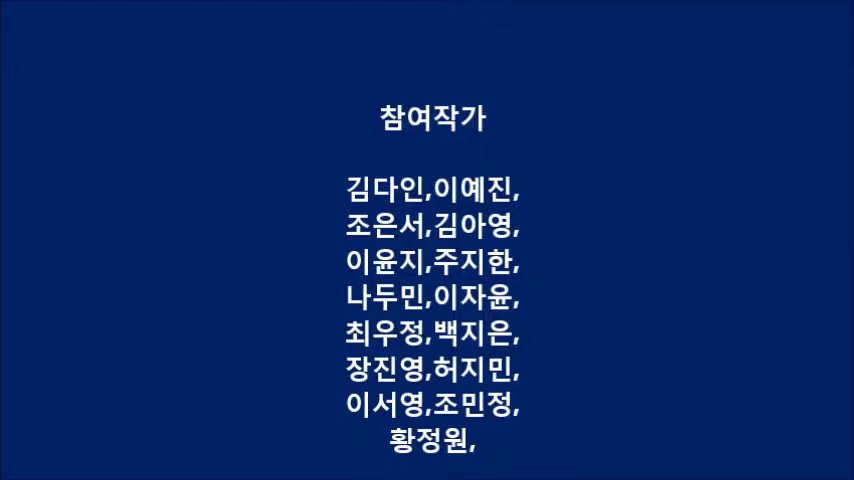 참여작가
김다인,이예진,
조은서,김아영,
이윤지,주지한,
나두민,이자윤,
최우정,백지은,
장진영,허지민,
이서영,조민정,
황정원,